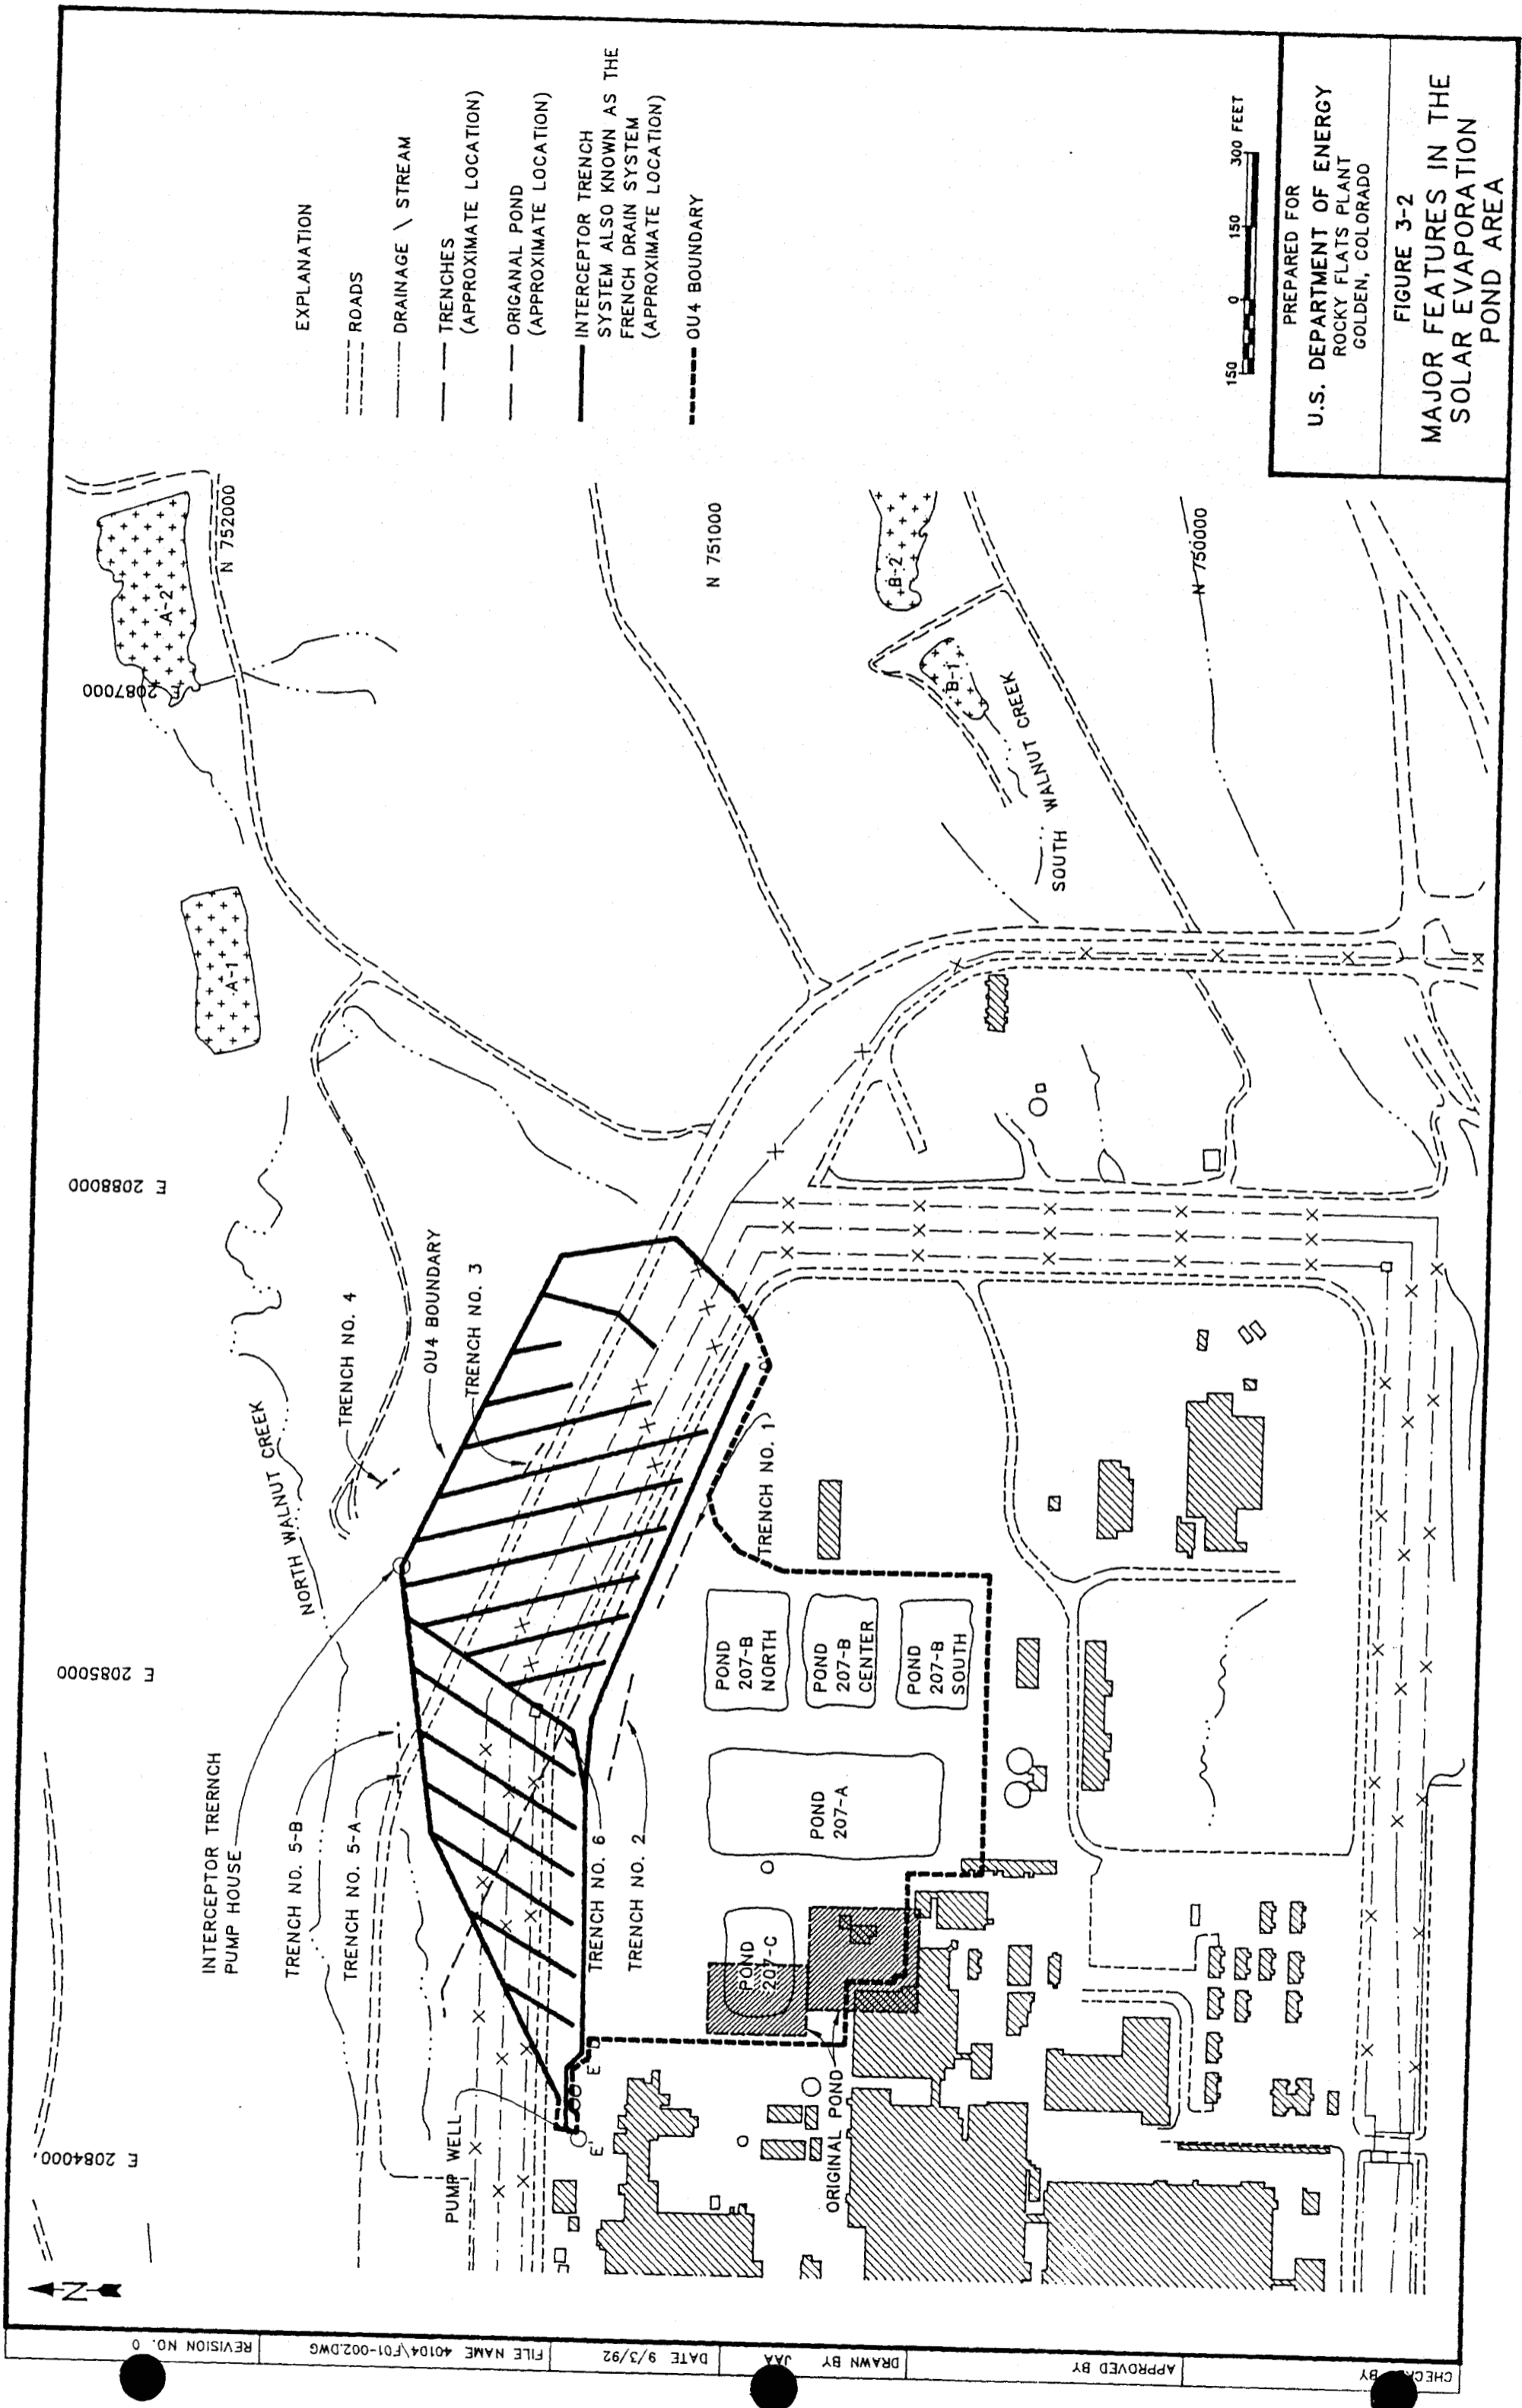 E 2084000
E 2085000
E 2088000
E 2087000
N 752000
N 751000
N 750000
N
INTERCEPTOR TRERNCH
PUMP HOUSE
TRENCH NO. 5-B
TRENCH NO. 5-A
NORTH WALNUT CREEK
TRENCH NO. 4
OU4 BOUNDARY
TRENCH NO. 3
A-1
A-2
PUMP WELL
E'
E
TRENCH NO. 6
TRENCH NO. 2
TRENCH NO. 1
POND
207-C
POND
207-A
POND
207-B
NORTH
POND
207-B
CENTER
POND
207-B
SOUTH
ORIGINAL POND
SOUTH WALNUT CREEK
B-1
B-2
EXPLANATION
ROADS
DRAINAGE \ STREAM
TRENCHES
(APPROXIMATE LOCATION)
ORIGANAL POND
(APPROXIMATE LOCATION)
INTERCEPTOR TRENCH
SYSTEM ALSO KNOWN AS THE
FRENCH DRAIN SYSTEM
(APPROXIMATE LOCATION)
OU4 BOUNDARY
150 0 150 300 FEET
PREPARED FOR
U.S. DEPARTMENT OF ENERGY
ROCKY FLATS PLANT
GOLDEN, COLORADO
FIGURE 3-2
MAJOR FEATURES IN THE
SOLAR EVAPORATION
POND AREA
CHECKED BY
APPROVED BY
DRAWN BY JAA
DATE 9/3/92
FILE NAME 40104\F01-002.DWG
REVISION NO. 0